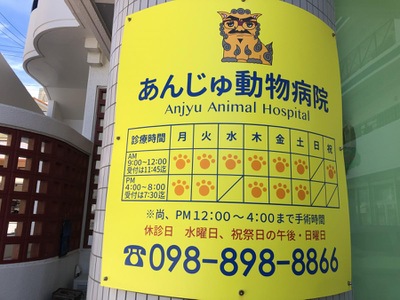 あんじゅ動物病院
Anjyu Animal Hospital
診療時間 月 火 水 木 金 土 日 祝
AM
9:00~12:00
受付は11:45迄
PM
4:00~8:00
受付は7:30迄
※尚、PM12:00～4:00まで手術時間
休診日 水曜日、祝祭日の午後・日曜日
☎098-898-8866